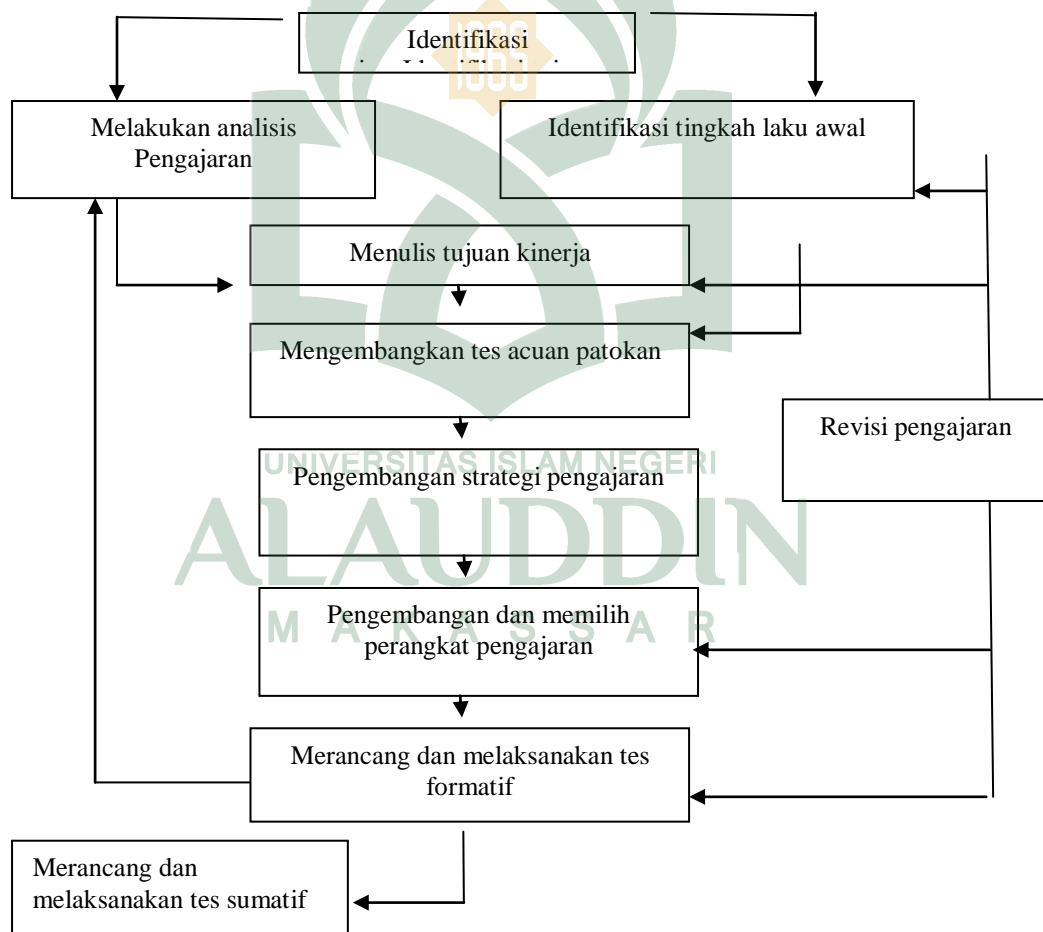 Identifikasi
1965
Melakukan analisis
Pengajaran
Identifikasi tingkah laku awal
Menulis tujuan kinerja
Mengembangkan tes acuan patokan
Revisi pengajaran
UNIVERSITAS ISLAM NEGERI
Pengembangan strategi pengajaran
ALAUDDIN
Pengembangan dan memilih
perangkat pengajaran
MAKASSAR
Merancang dan melaksanakan tes
formatif
Merancang dan
melaksanakan tes sumatif